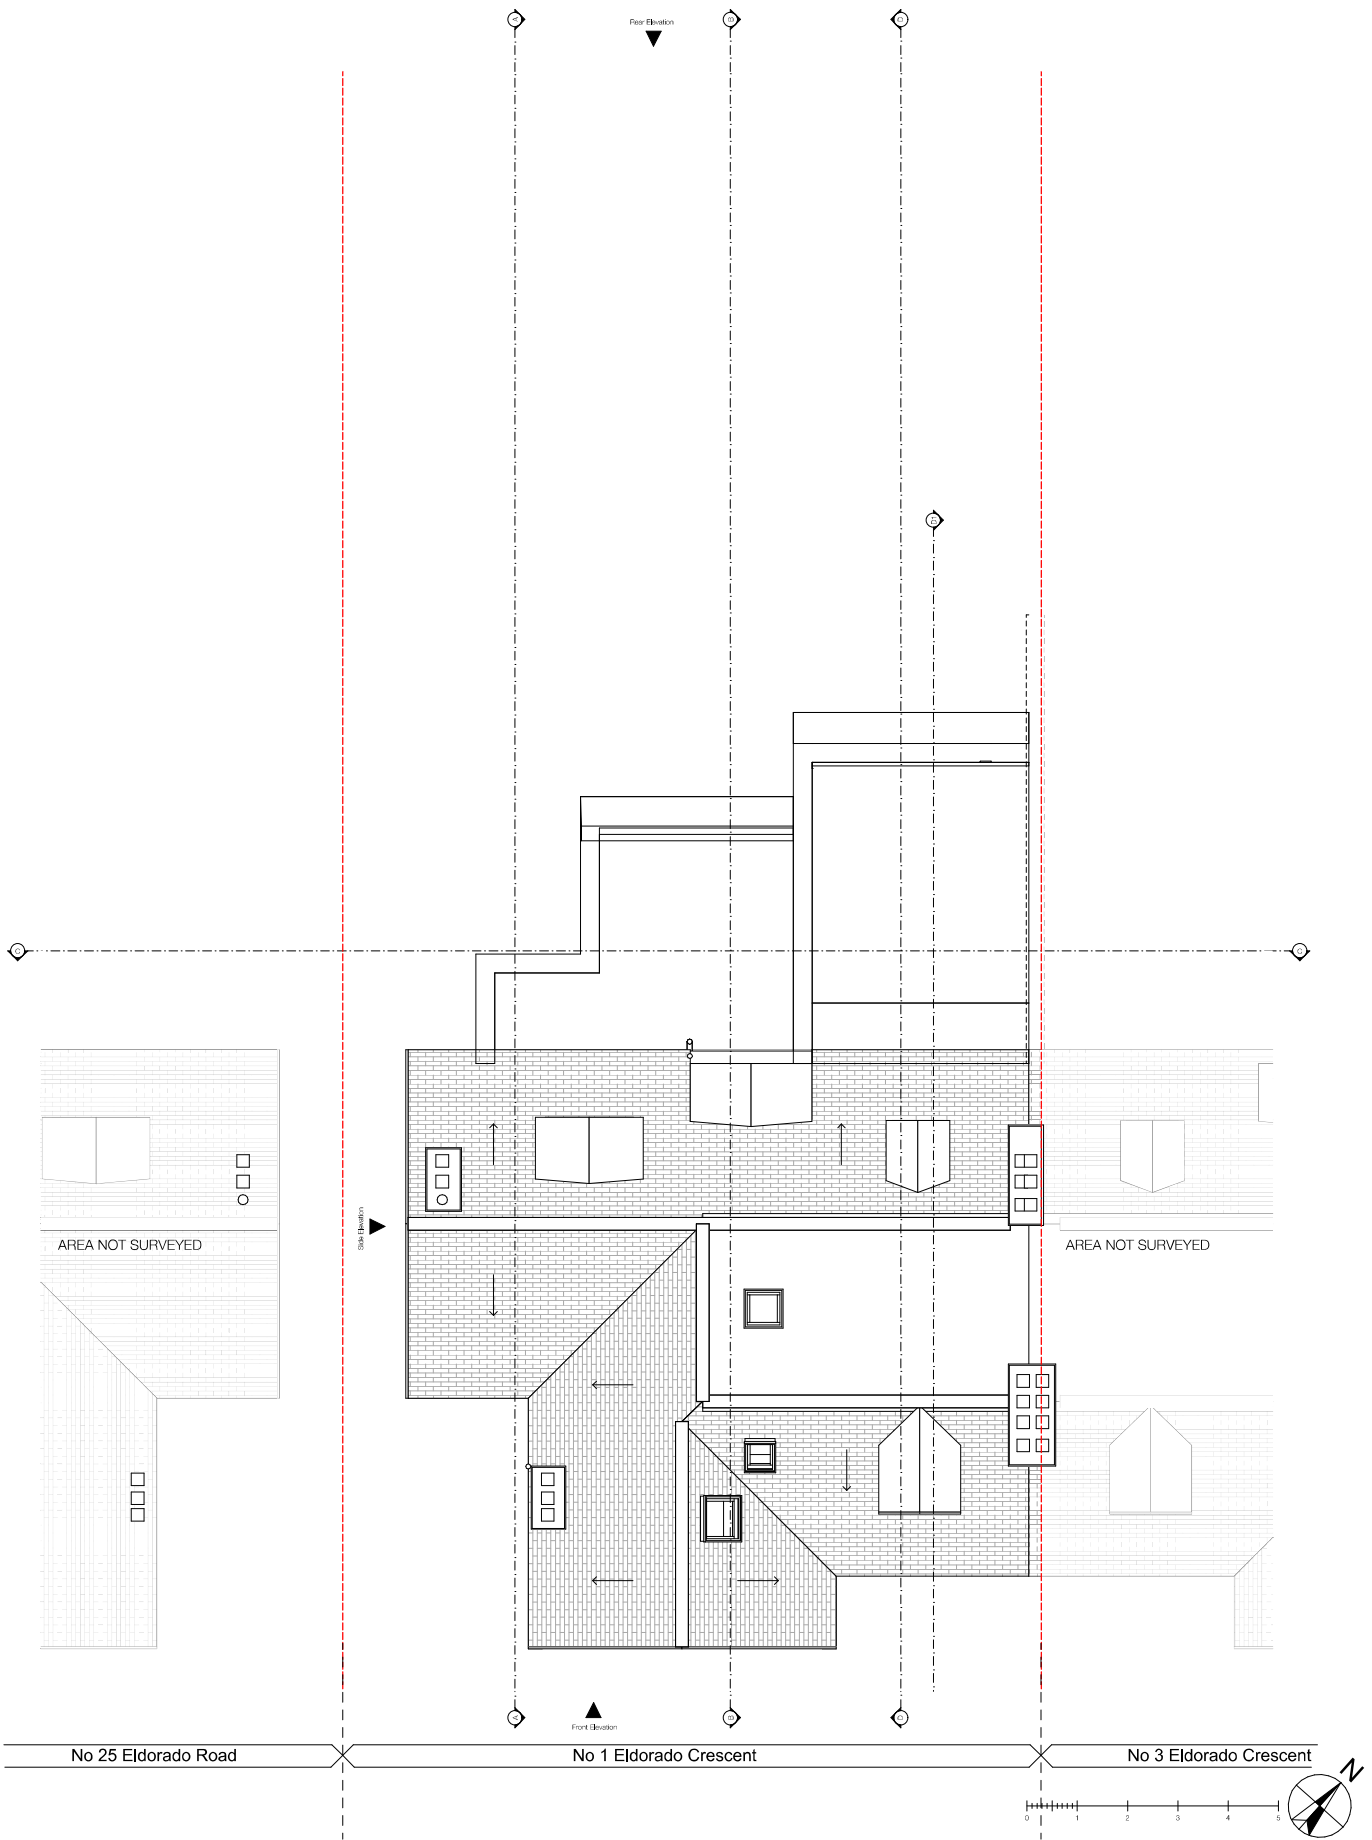 A
Rear Elevation
B
D
D1
C
C
Side Elevation
AREA NOT SURVEYED
AREA NOT SURVEYED
A
Front Elevation
B
D
No 25 Eldorado Road
No 1 Eldorado Crescent
No 3 Eldorado Crescent
N
0 1 2 3 4 5